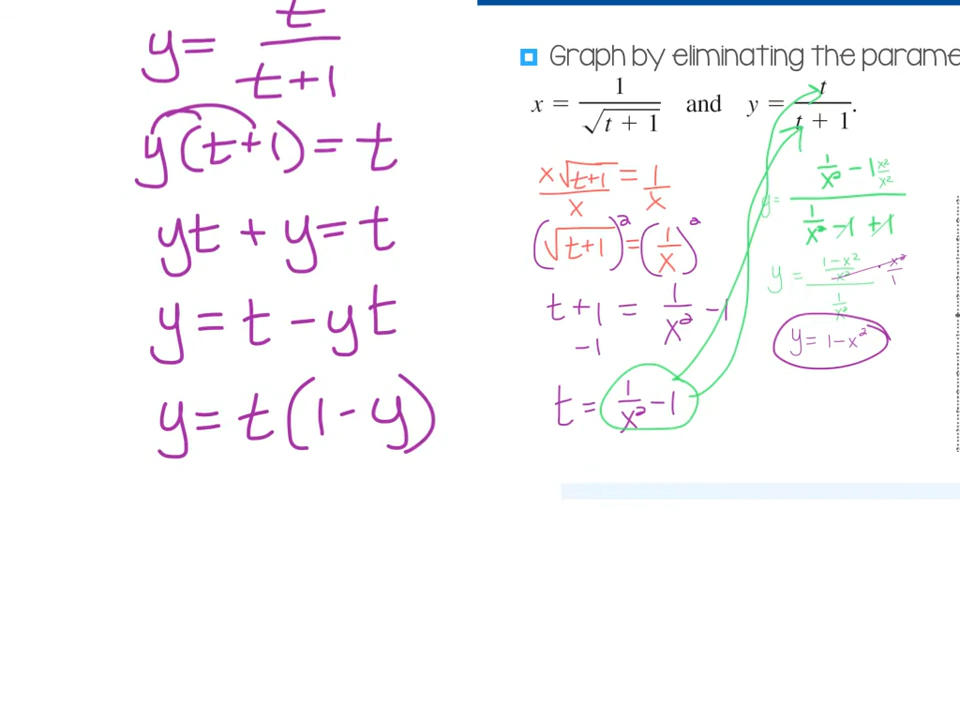 y = t/(t+1)
y(t+1) = t
yt + y = t
y = t - yt
y = t(1 - y)
Graph by eliminating the parame
x = 1/√(t + 1) and y = t/(t + 1).
x√(t+1)/x = 1/x
(√(t+1))² = (1/x)²
t + 1 = 1/x² - 1
-1
t = 1/x² - 1
y = (1/x² - 1 x²/x²)/(1/x² - 1 + 1)
y = ((1-x²)/x²)/(1/x²) · x²/1
y = 1 - x²